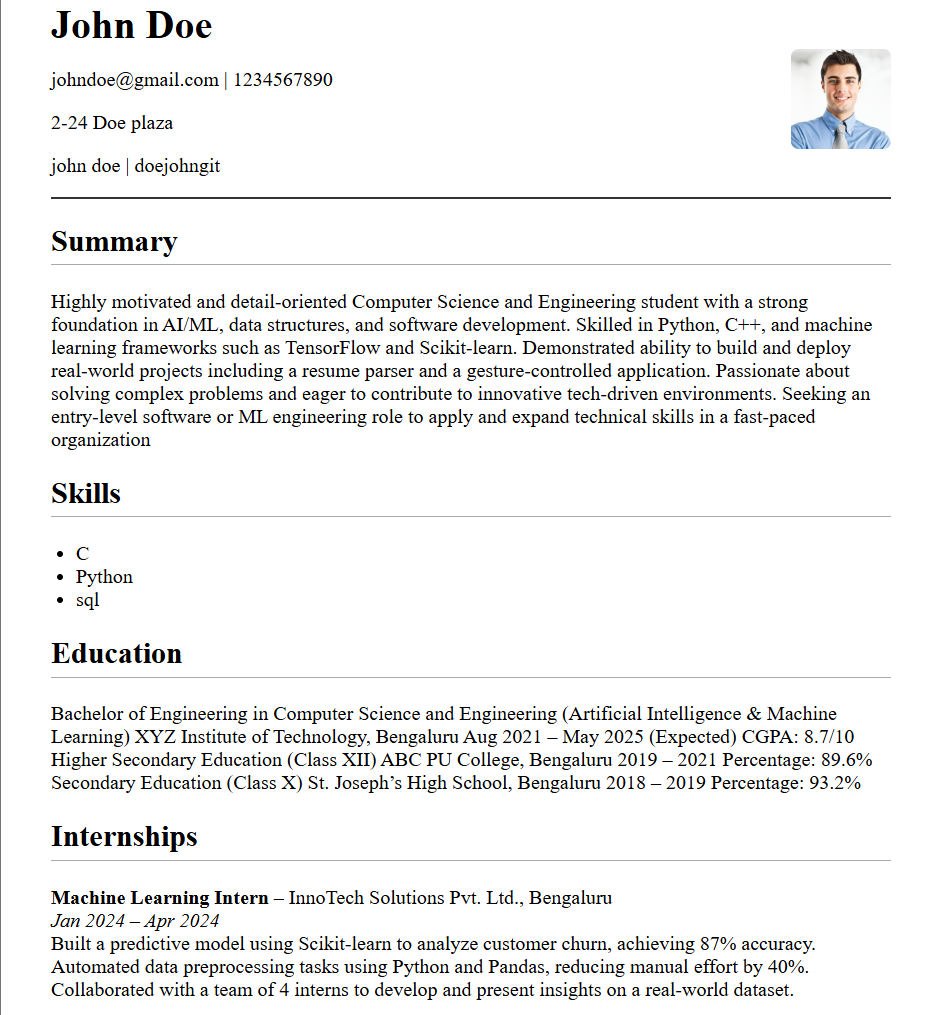 John Doe
johndoe@gmail.com | 1234567890
2-24 Doe plaza
john doe | doejohngit
Summary
Highly motivated and detail-oriented Computer Science and Engineering student with a strong
foundation in AI/ML, data structures, and software development. Skilled in Python, C++, and machine
learning frameworks such as TensorFlow and Scikit-learn. Demonstrated ability to build and deploy
real-world projects including a resume parser and a gesture-controlled application. Passionate about
solving complex problems and eager to contribute to innovative tech-driven environments. Seeking an
entry-level software or ML engineering role to apply and expand technical skills in a fast-paced
organization
Skills
• C
• Python
• sql
Education
Bachelor of Engineering in Computer Science and Engineering (Artificial Intelligence & Machine
Learning) XYZ Institute of Technology, Bengaluru Aug 2021 – May 2025 (Expected) CGPA: 8.7/10
Higher Secondary Education (Class XII) ABC PU College, Bengaluru 2019 – 2021 Percentage: 89.6%
Secondary Education (Class X) St. Joseph’s High School, Bengaluru 2018 – 2019 Percentage: 93.2%
Internships
Machine Learning Intern – InnoTech Solutions Pvt. Ltd., Bengaluru
Jan 2024 – Apr 2024
Built a predictive model using Scikit-learn to analyze customer churn, achieving 87% accuracy.
Automated data preprocessing tasks using Python and Pandas, reducing manual effort by 40%.
Collaborated with a team of 4 interns to develop and present insights on a real-world dataset.